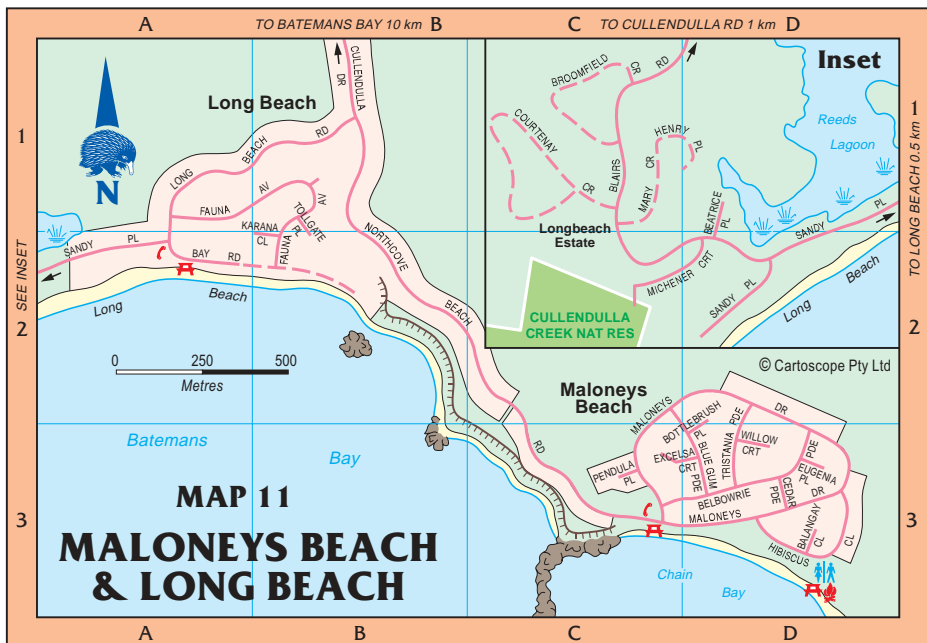 A
TO BATEMANS BAY 10 km
B
C
TO CULLENDULLA RD 1 km
D
1
2
3
SEE INSET
N
Long Beach
CULLENDULLA
DR
LONG
BEACH
RD
FAUNA
AV
AV
TOLLGATE
PL
KARANA
CL
FAUNA
SANDY
PL
BAY
RD
NORTHCOVE
BEACH
RD
Long
Beach
0
250
500
Metres
Batemans
Bay
MAP 11
MALONEYS BEACH
& LONG BEACH
Inset
BROOMFIELD
CR
RD
COURTENAY
CR
BLAIRS
HENRY
PL
MARY
CR
BEATRICE
PL
Longbeach
Estate
MICHENER
CRT
SANDY
PL
SANDY
PL
Reeds
Lagoon
Long
Beach
CULLENDULLA
CREEK NAT RES
© Cartoscope Pty Ltd
Maloneys
Beach
MALONEYS
DR
BOTTLEBRUSH
PL
PDE
WILLOW
CRT
TRISTANIA
EXCELSA
CRT
BLUE GUM
PDE
PDE
EUGENIA
PL
PENDULA
PL
BELBOWRIE
PDE
CEDAR
DR
MALONEYS
BALANGAY
CL
CL
HIBISCUS
Chain
Bay
1
TO LONG BEACH 0.5 km
2
3
A
B
C
D